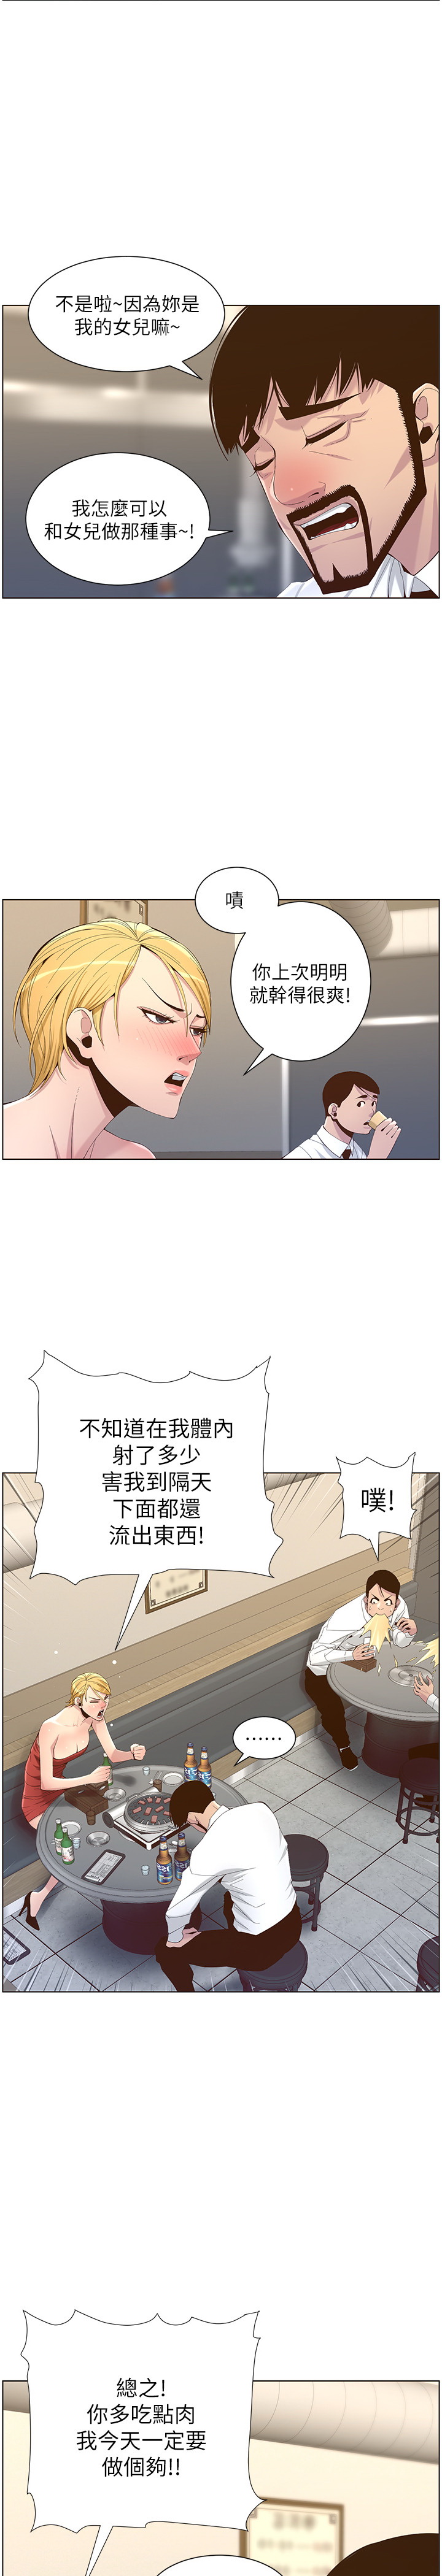 不是啦~因為妳是
我的女兒嘛~
我怎麼可以
和女兒做那種事~!
嘖
你上次明明
就幹得很爽!
不知道在我體內
射了多少
害我到隔天
下面都還
流出東西!
噗!
……
總之!
你多吃點肉
我今天一定要
做個夠!!